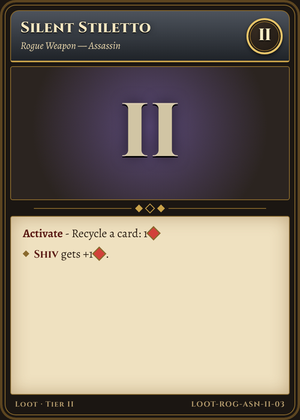 Silent Stiletto
Rogue Weapon — Assassin
II
II
Activate - Recycle a card: 1♦
◆ Shiv gets +1♦.
Loot · Tier II
LOOT-ROG-ASN-II-03